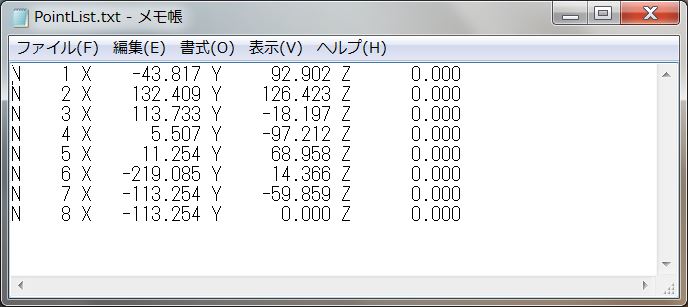 PointList.txt - メモ帳
ファイル(F) 編集(E) 書式(O) 表示(V) ヘルプ(H)
N 1 X -43.817 Y 92.902 Z 0.000
N 2 X 132.409 Y 126.423 Z 0.000
N 3 X 113.733 Y -18.197 Z 0.000
N 4 X 5.507 Y -97.212 Z 0.000
N 5 X 11.254 Y 68.958 Z 0.000
N 6 X -219.085 Y 14.366 Z 0.000
N 7 X -113.254 Y -59.859 Z 0.000
N 8 X -113.254 Y 0.000 Z 0.000